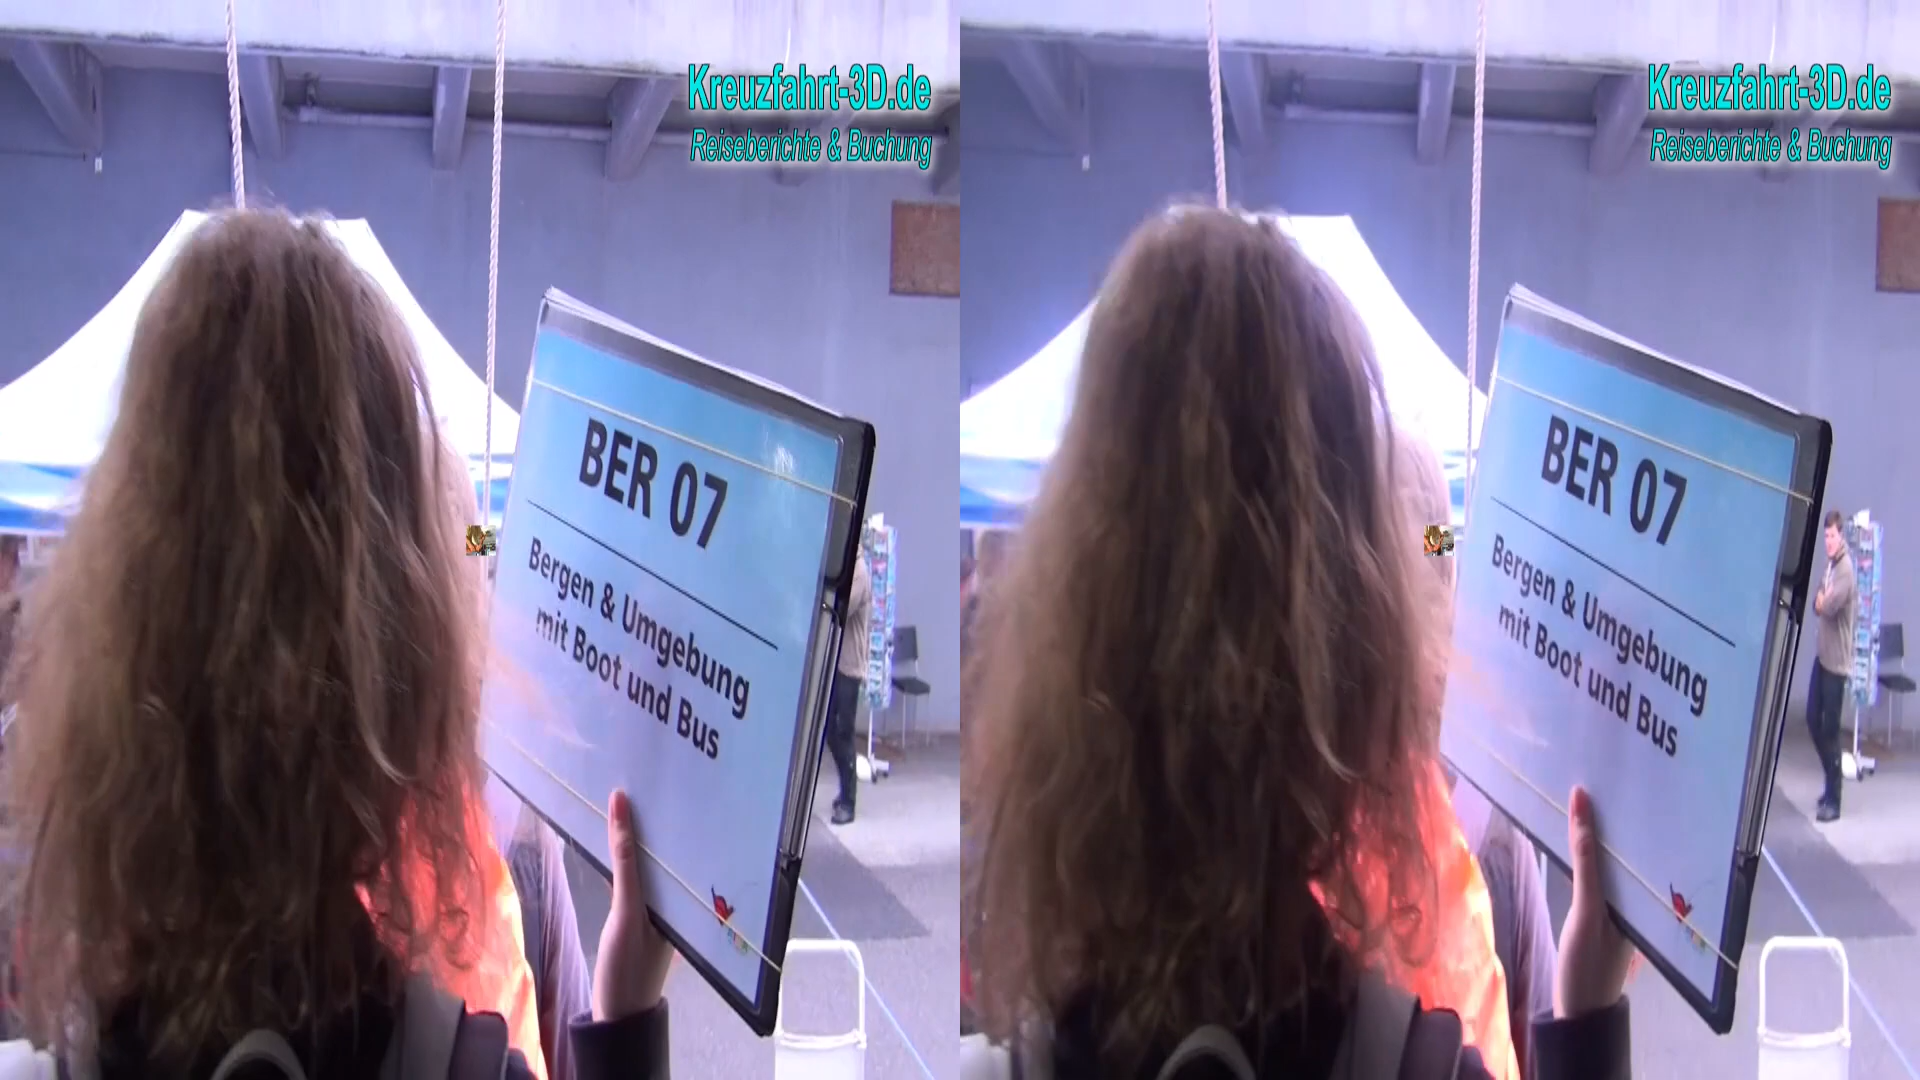 Kreuzfahrt-3D.de
Reiseberichte & Buchung
BER 07
Bergen & Umgebung
mit Boot und Bus
Kreuzfahrt-3D.de
Reiseberichte & Buchung
BER 07
Bergen & Umgebung
mit Boot und Bus